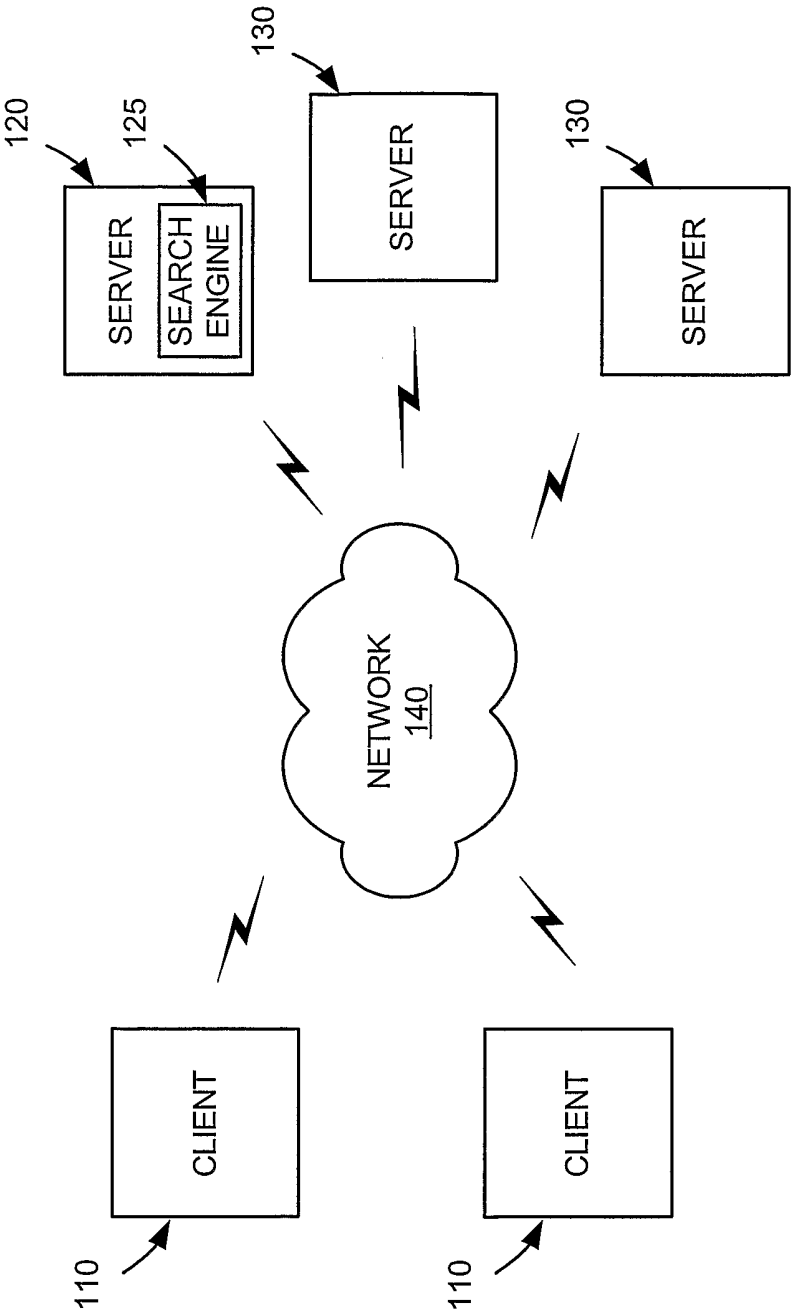 120
SERVER
125
SEARCH
ENGINE
110
CLIENT
NETWORK
140
130
SERVER
110
CLIENT
130
SERVER